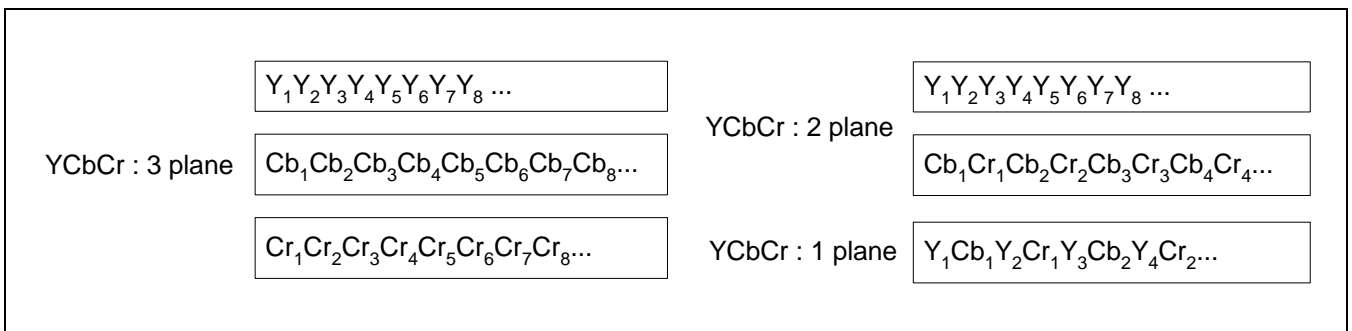 YCbCr : 3 plane
Y1Y2Y3Y4Y5Y6Y7Y8 ...
Cb1Cb2Cb3Cb4Cb5Cb6Cb7Cb8...
Cr1Cr2Cr3Cr4Cr5Cr6Cr7Cr8...
YCbCr : 2 plane
Y1Y2Y3Y4Y5Y6Y7Y8 ...
Cb1Cr1Cb2Cr2Cb3Cr3Cb4Cr4...
YCbCr : 1 plane
Y1Cb1Y2Cr1Y3Cb2Y4Cr2...